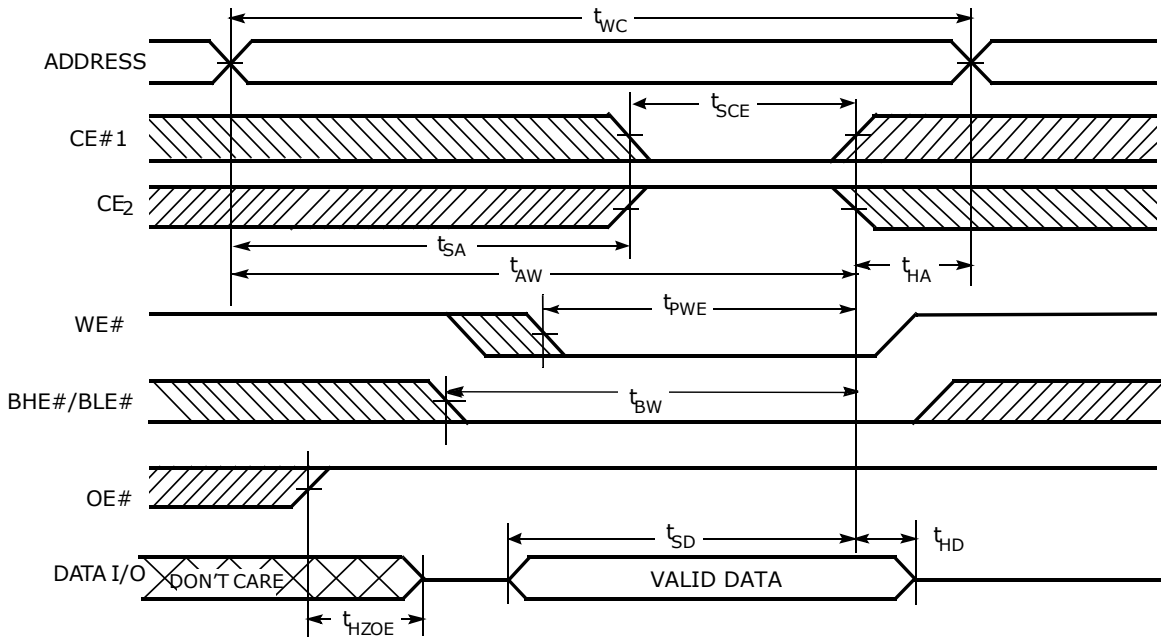 tWC
ADDRESS
tSCE
CE#1
CE2
tSA
tAW
tHA
WE#
tPWE
BHE#/BLE#
tBW
OE#
tSD
tHD
DATA I/O
DON'T CARE
VALID DATA
tHZOE